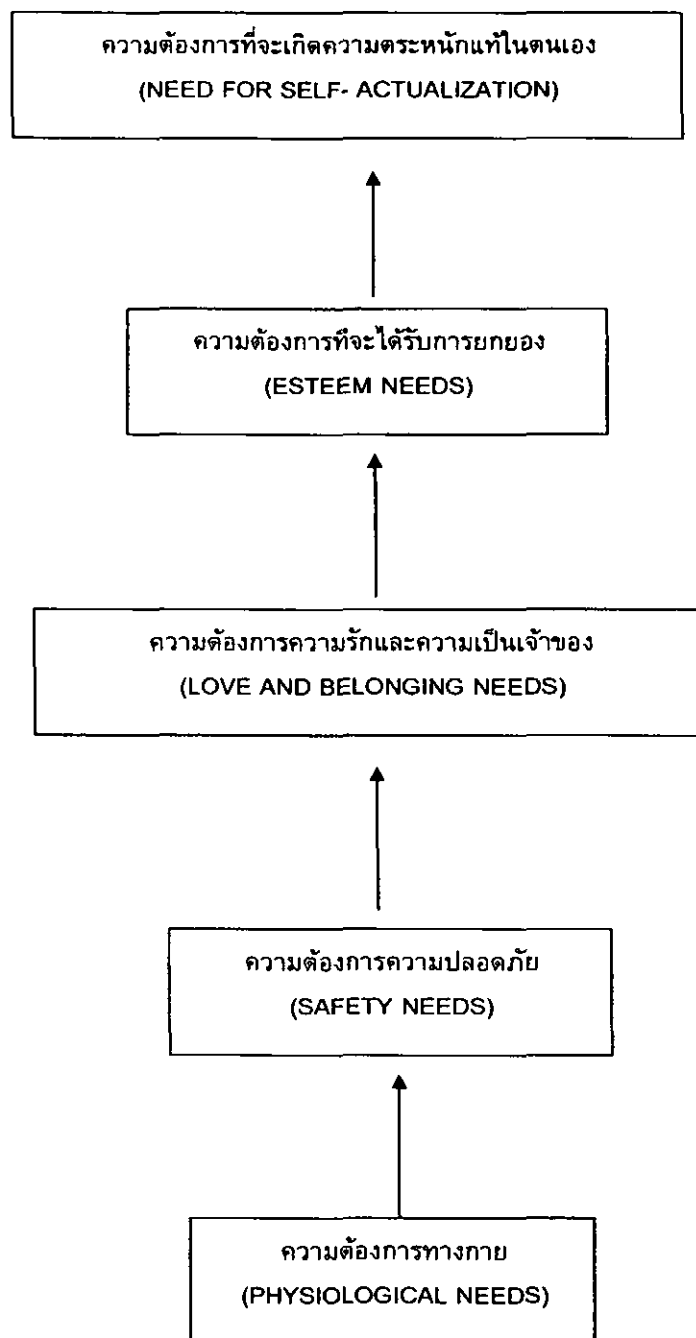 ความต้องการที่จะเกิดความตระหนักแท้ในตนเอง
(NEED FOR SELF- ACTUALIZATION)
ความต้องการที่จะได้รับการยกยอง
(ESTEEM NEEDS)
ความต้องการความรักและความเป็นเจ้าของ
(LOVE AND BELONGING NEEDS)
ความต้องการความปลอดภัย
(SAFETY NEEDS)
ความต้องการทางกาย
(PHYSIOLOGICAL NEEDS)